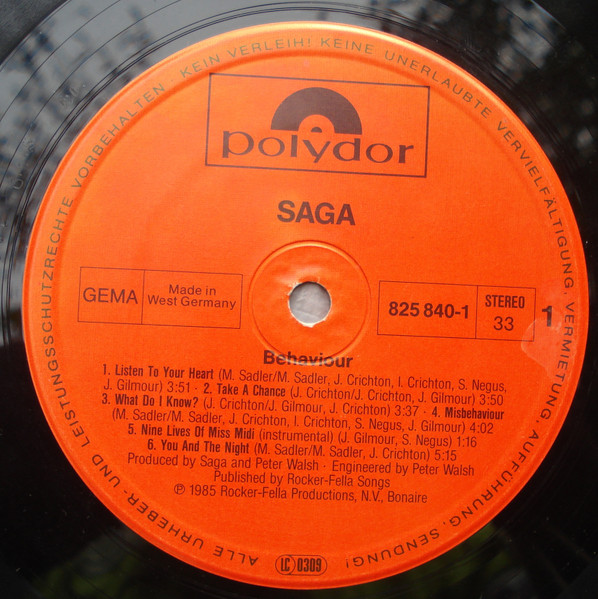 ALLE URHEBER- UND LEISTUNGSSCHUTZRECHTE VORBEHALTEN. KEIN VERLEIH! KEINE UNERLAUBTE VERVIELFÄLTIGUNG, VERMIETUNG, AUFFÜHRUNG, SENDUNG!
polydor
SAGA
GEMA
Made in
West Germany
825 840-1
STEREO
33
1
Behaviour
1. Listen To Your Heart (M. Sadler/M. Sadler, J. Crichton, I. Crichton, S. Negus,
J. Gilmour) 3:51 · 2. Take A Chance (J. Crichton/J. Crichton, J. Gilmour) 3:50
3. What Do I Know? (J. Crichton/J. Gilmour, J. Crichton) 3:37 · 4. Misbehaviour
(M. Sadler/M. Sadler, J. Crichton, I. Crichton, S. Negus, J. Gilmour) 4:02
5. Nine Lives Of Miss Midi (instrumental) (J. Gilmour, S. Negus) 1:16
6. You And The Night (M. Sadler/M. Sadler, J. Crichton) 5:15
Produced by Saga and Peter Walsh · Engineered by Peter Walsh
Published by Rocker-Fella Songs
℗ 1985 Rocker-Fella Productions, N.V., Bonaire
LC 0309